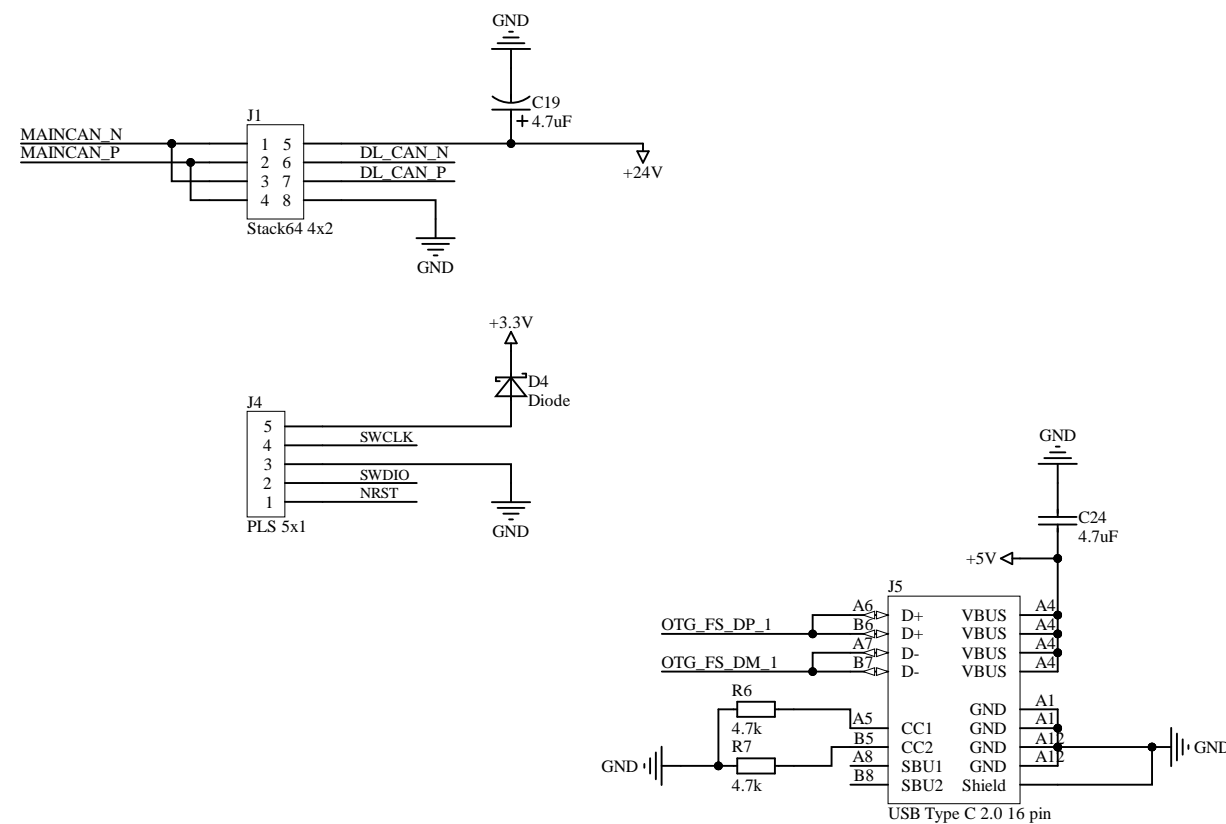 GND
C19
4.7uF
J1
MAINCAN_N
MAINCAN_P
1 5
2 6
3 7
4 8
DL_CAN_N
DL_CAN_P
+24V
Stack64 4x2
GND
+3.3V
D4
Diode
J4
5
4
3
2
1
SWCLK
SWDIO
NRST
PLS 5x1
GND
GND
C24
4.7uF
+5V
J5
OTG_FS_DP_1
OTG_FS_DM_1
A6 D+ VBUS A4
B6 D+ VBUS A4
A7 D- VBUS A4
B7 D- VBUS A4
R6
4.7k
R7
4.7k
GND
GND A1
A5 CC1 GND A1
B5 CC2 GND A12
A8 SBU1 GND A12
B8 SBU2 Shield
GND
USB Type C 2.0 16 pin